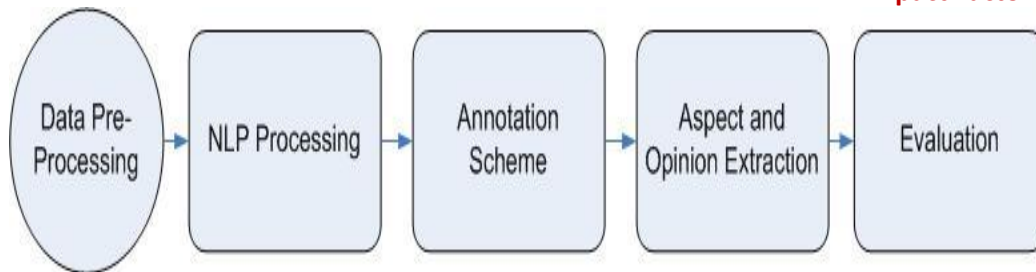 Data Pre-
Processing
NLP Processing
Annotation
Scheme
Aspect and
Opinion Extraction
Evaluation